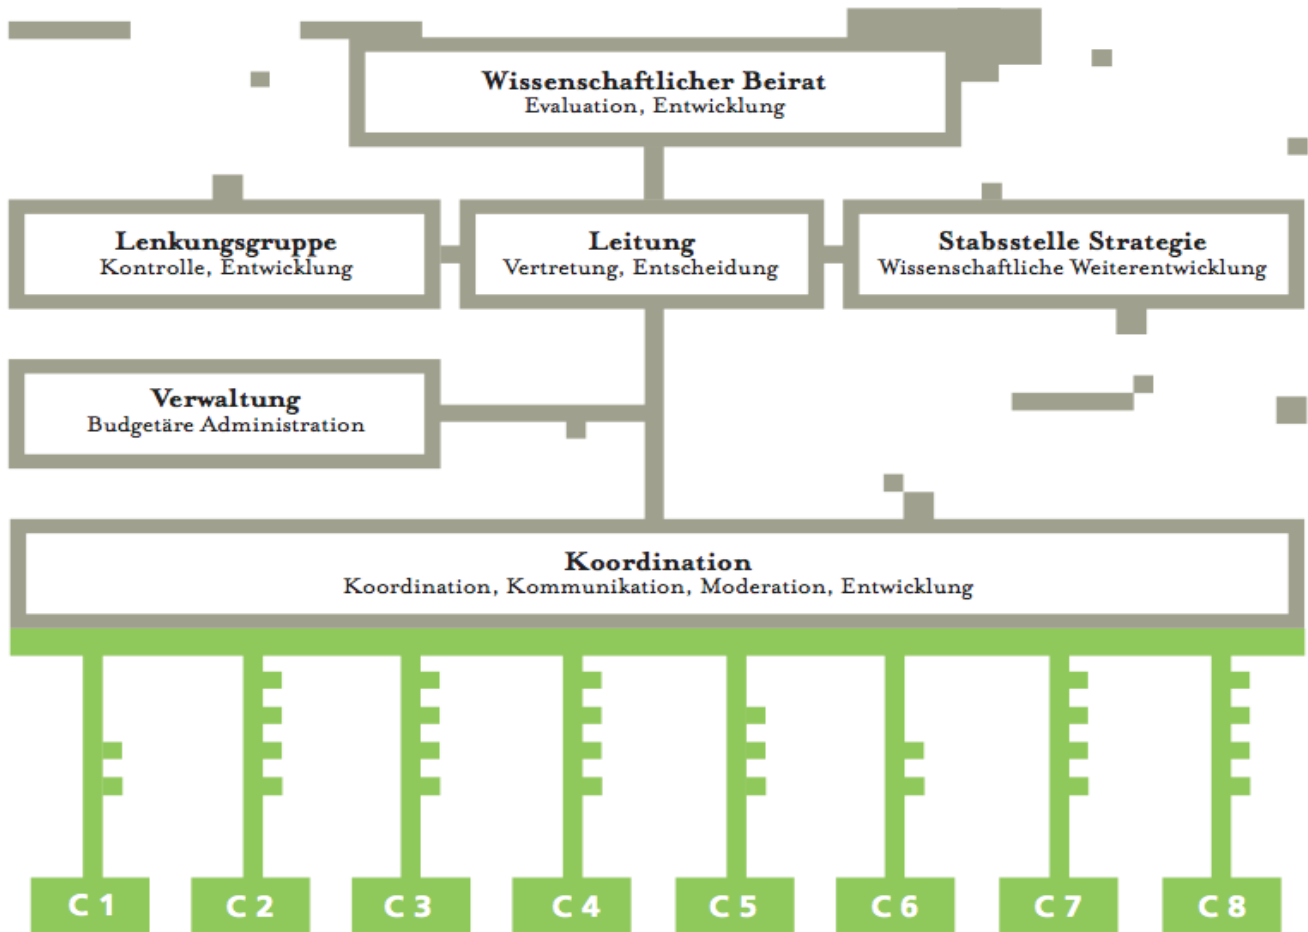 Wissenschaftlicher Beirat
Evaluation, Entwicklung
Lenkungsgruppe
Kontrolle, Entwicklung
Leitung
Vertretung, Entscheidung
Stabsstelle Strategie
Wissenschaftliche Weiterentwicklung
Verwaltung
Budgetäre Administration
Koordination
Koordination, Kommunikation, Moderation, Entwicklung
C 1
C 2
C 3
C 4
C 5
C 6
C 7
C 8